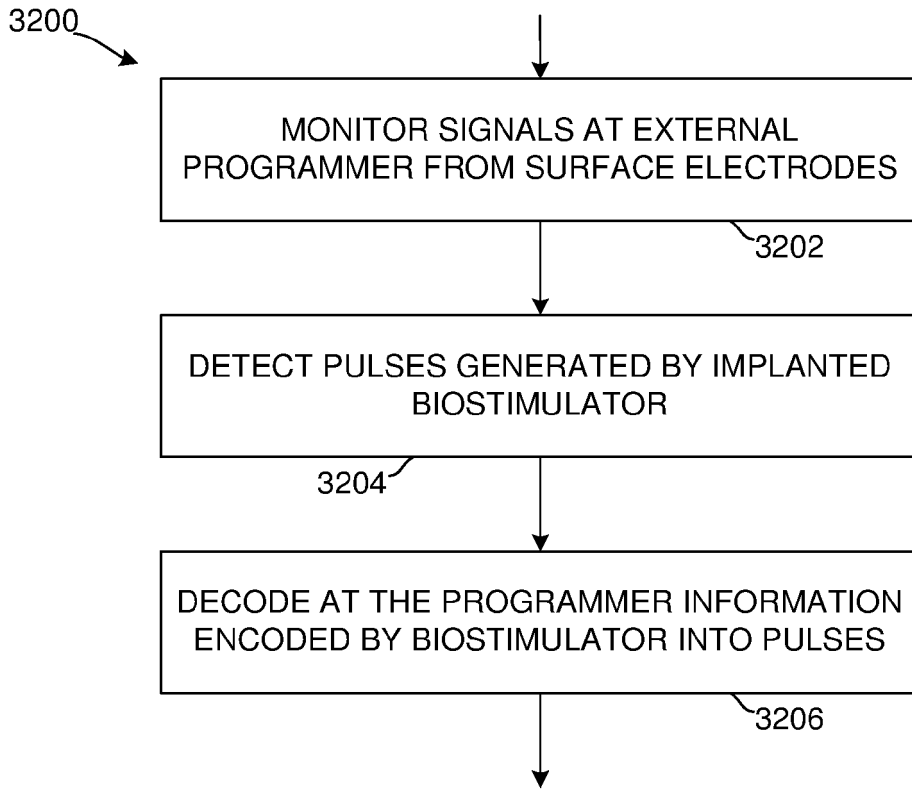 3200
MONITOR SIGNALS AT EXTERNAL
PROGRAMMER FROM SURFACE ELECTRODES
3202
DETECT PULSES GENERATED BY IMPLANTED
BIOSTIMULATOR
3204
DECODE AT THE PROGRAMMER INFORMATION
ENCODED BY BIOSTIMULATOR INTO PULSES
3206